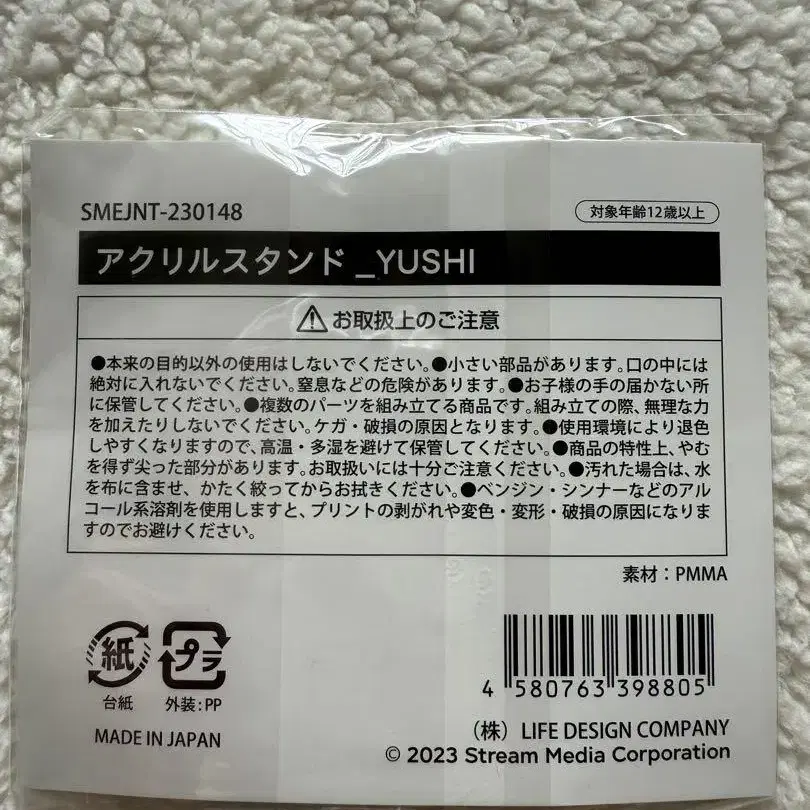 SMEJNT-230148
対象年齢12歳以上
アクリルスタンド_YUSHI
お取扱上のご注意
●本来の目的以外の使用はしないでください。●小さい部品があります。口の中には
絶対に入れないでください。窒息などの危険があります。●お子様の手の届かない所
に保管してください。●複数のパーツを組み立てる商品です。組み立ての際、無理な力
を加えたりしないでください。ケガ・破損の原因となります。●使用環境により退色
しやすくなりますので、高温・多湿を避けて保管してください。●商品の特性上、やむ
を得ず尖った部分があります。お取扱いには十分ご注意ください。●汚れた場合は、水
を布に含ませ、かたく絞ってからお拭きください。●ベンジン・シンナーなどのアル
コール系溶剤を使用しますと、プリントの剥がれや変色・変形・破損の原因になりま
すのでお避けください。
素材：PMMA
紙
プラ
台紙
外装:PP
MADE IN JAPAN
4 580763 398805
（株）LIFE DESIGN COMPANY
© 2023 Stream Media Corporation